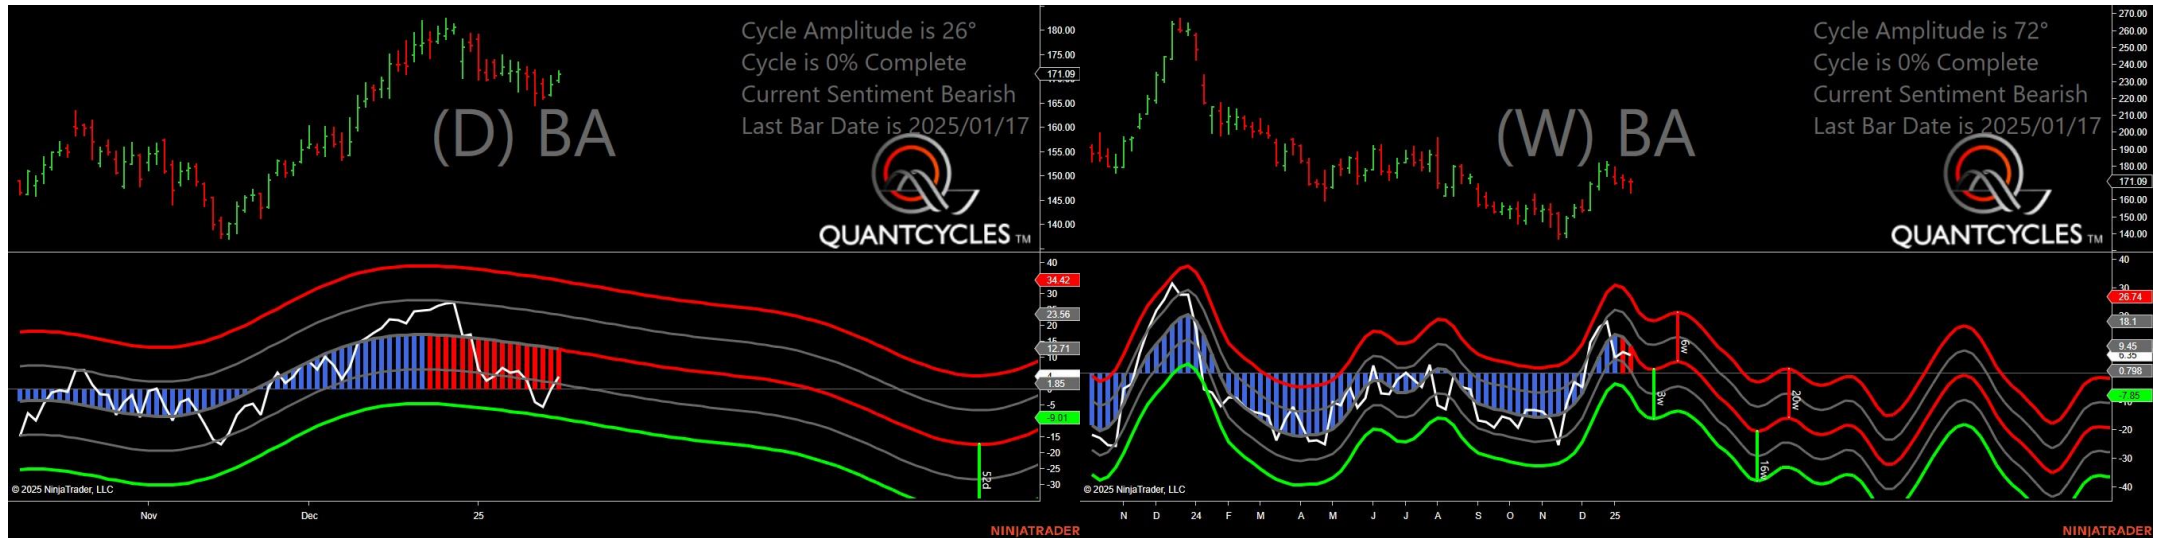 Cycle Amplitude is 26°
Cycle is 0% Complete
Current Sentiment Bearish
Last Bar Date is 2025/01/17
(D) BA
QUANTCYCLES TM
180.00
175.00
171.09
165.00
160.00
155.00
150.00
145.00
140.00
40
34.42
30
23.56
20
15
12.71
10
1.85
-5
-9.01
-15
-20
-25
-30
52d
© 2025 NinjaTrader, LLC
Nov
Dec
25
NINJATRADER
Cycle Amplitude is 72°
Cycle is 0% Complete
Current Sentiment Bearish
Last Bar Date is 2025/01/17
(W) BA
QUANTCYCLES TM
270.00
260.00
250.00
240.00
230.00
220.00
210.00
200.00
190.00
180.00
171.09
160.00
150.00
140.00
40
30
26.74
18.1
9.45
6.35
0.798
-7.85
-20
-30
-40
6w
8w
20w
16w
© 2025 NinjaTrader, LLC
N D 24 F M A M J J A S O N D 25
NINJATRADER